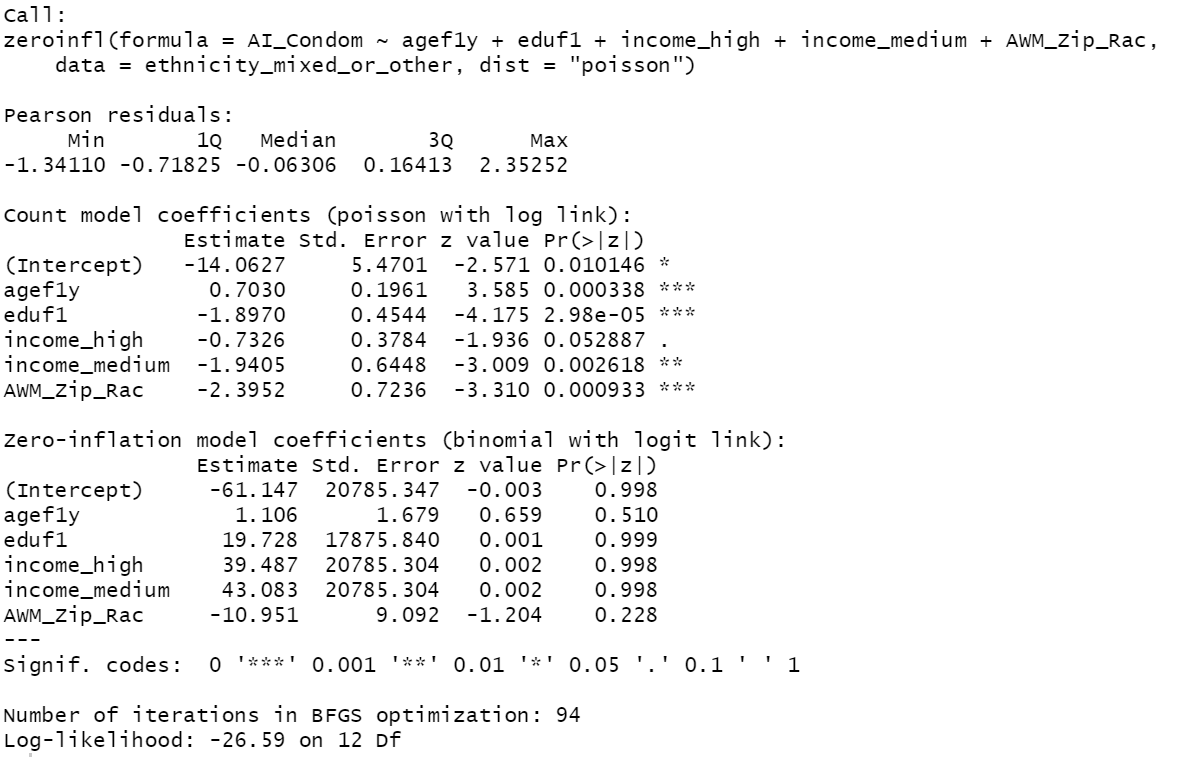 Call:
zeroinfl(formula = AI_Condom ~ agef1y + eduf1 + income_high + income_medium + AWM_Zip_Rac,
    data = ethnicity_mixed_or_other, dist = "poisson")
Pearson residuals:
     Min       1Q   Median       3Q      Max
-1.34110 -0.71825 -0.06306  0.16413  2.35252
Count model coefficients (poisson with log link):
              Estimate Std. Error z value Pr(>|z|)
(Intercept)   -14.0627     5.4701  -2.571 0.010146 *
agef1y          0.7030     0.1961   3.585 0.000338 ***
eduf1          -1.8970     0.4544  -4.175 2.98e-05 ***
income_high    -0.7326     0.3784  -1.936 0.052887 .
income_medium  -1.9405     0.6448  -3.009 0.002618 **
AWM_Zip_Rac    -2.3952     0.7236  -3.310 0.000933 ***
Zero-inflation model coefficients (binomial with logit link):
               Estimate Std. Error z value Pr(>|z|)
(Intercept)     -61.147  20785.347  -0.003    0.998
agef1y            1.106      1.679   0.659    0.510
eduf1            19.728  17875.840   0.001    0.999
income_high      39.487  20785.304   0.002    0.998
income_medium    43.083  20785.304   0.002    0.998
AWM_Zip_Rac     -10.951      9.092  -1.204    0.228
---
Signif. codes:  0 '***' 0.001 '**' 0.01 '*' 0.05 '.' 0.1 ' ' 1
Number of iterations in BFGS optimization: 94
Log-likelihood: -26.59 on 12 Df